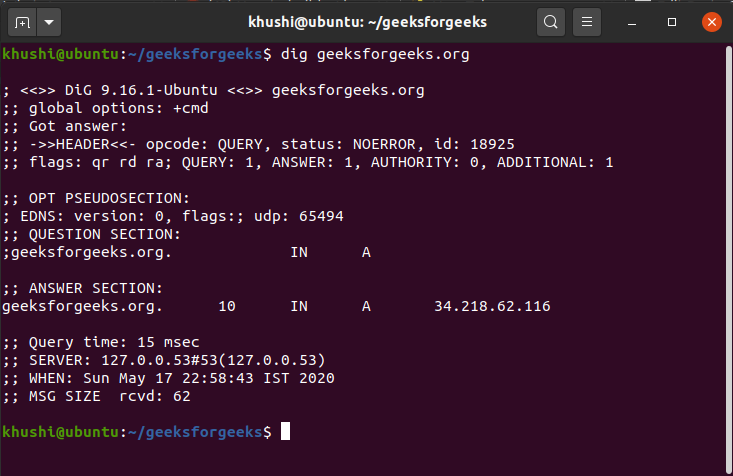 khushi@ubuntu: ~/geeksforgeeks
khushi@ubuntu:~/geeksforgeeks$ dig geeksforgeeks.org
; <<>> DiG 9.16.1-Ubuntu <<>> geeksforgeeks.org
;; global options: +cmd
;; Got answer:
;; ->>HEADER<<- opcode: QUERY, status: NOERROR, id: 18925
;; flags: qr rd ra; QUERY: 1, ANSWER: 1, AUTHORITY: 0, ADDITIONAL: 1
;; OPT PSEUDOSECTION:
; EDNS: version: 0, flags:; udp: 65494
;; QUESTION SECTION:
;geeksforgeeks.org. IN A
;; ANSWER SECTION:
geeksforgeeks.org. 10 IN A 34.218.62.116
;; Query time: 15 msec
;; SERVER: 127.0.0.53#53(127.0.0.53)
;; WHEN: Sun May 17 22:58:43 IST 2020
;; MSG SIZE  rcvd: 62
khushi@ubuntu:~/geeksforgeeks$